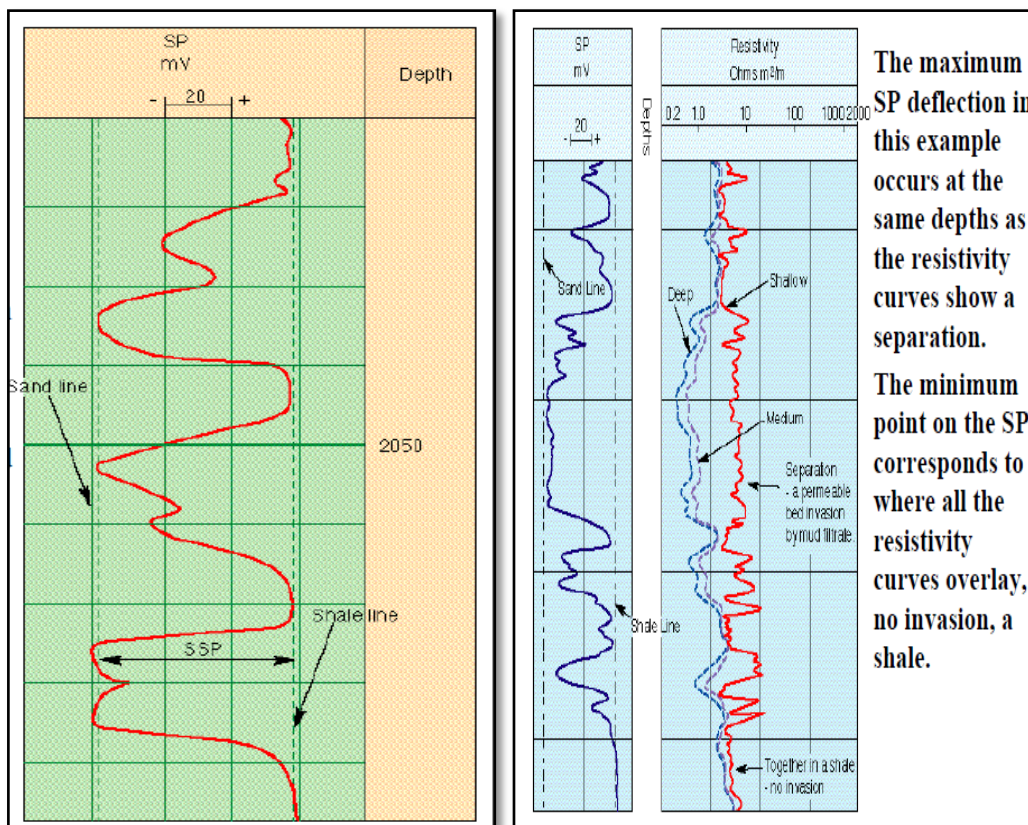 SP
mV
- 20 +
Depth
Sand line
2050
Shale line
SSP
SP
mV
- 20 +
Depths
Resistivity
Ohms m²/m
0.2 1.0 10 100 1000 2000
Sand Line
Deep
Shallow
Medium
Separation
- a permeable
bed invasion
by mud filtrate.
Shale Line
Together in a shale
- no invasion
The maximum
SP deflection in
this example
occurs at the
same depths as
the resistivity
curves show a
separation.
The minimum
point on the SP
corresponds to
where all the
resistivity
curves overlay,
no invasion, a
shale.